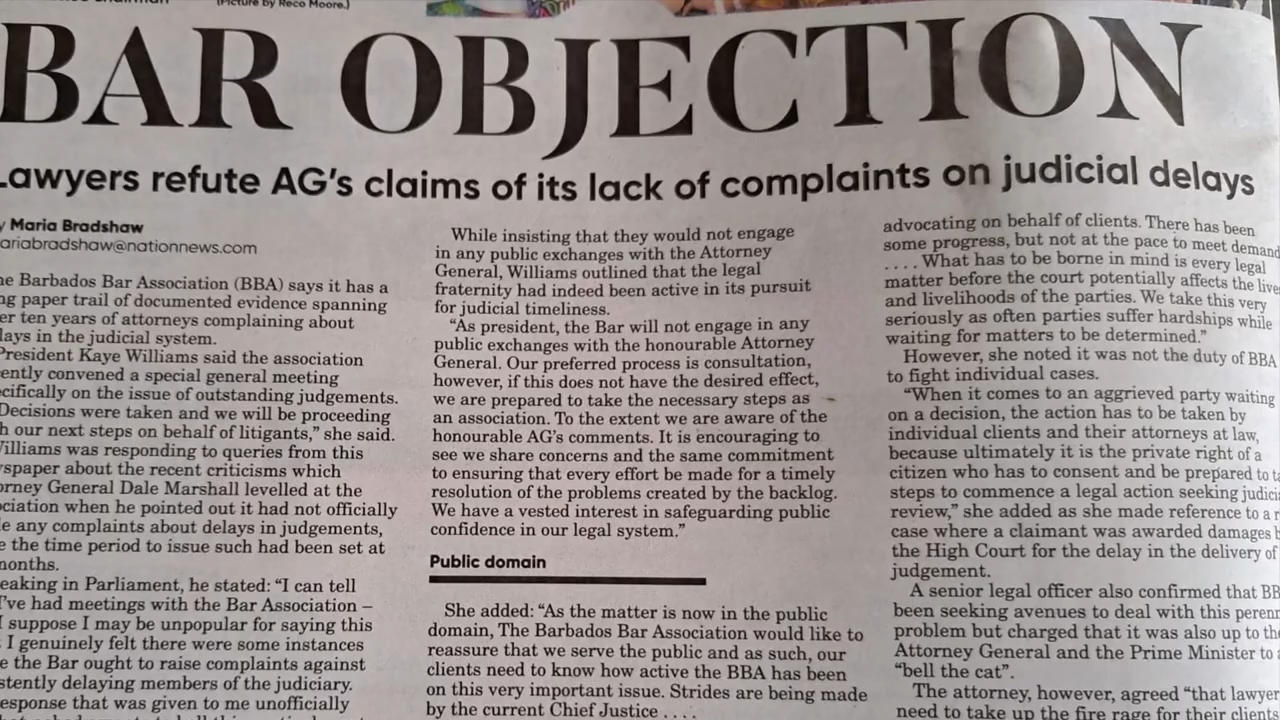 (Picture by Reco Moore.)
BAR OBJECTION
Lawyers refute AG's claims of its lack of complaints on judicial delays
Maria Bradshaw
ariabradshaw@nationnews.com
Barbados Bar Association (BBA) says it has a
paper trail of documented evidence spanning
ten years of attorneys complaining about
in the judicial system.
President Kaye Williams said the association
convened a special general meeting
on the issue of outstanding judgements.
Decisions were taken and we will be proceeding
our next steps on behalf of litigants,” she said.
Williams was responding to queries from this
about the recent criticisms which
General Dale Marshall levelled at the
when he pointed out it had not officially
any complaints about delays in judgements,
the time period to issue such had been set at
months.
in Parliament, he stated: “I can tell
I've had meetings with the Bar Association –
I suppose I may be unpopular for saying this
I genuinely felt there were some instances
the Bar ought to raise complaints against
delaying members of the judiciary.
that was given to me unofficially
While insisting that they would not engage
in any public exchanges with the Attorney
General, Williams outlined that the legal
fraternity had indeed been active in its pursuit
for judicial timeliness.
“As president, the Bar will not engage in any
public exchanges with the honourable Attorney
General. Our preferred process is consultation,
however, if this does not have the desired effect,
we are prepared to take the necessary steps as
an association. To the extent we are aware of the
honourable AG's comments. It is encouraging to
see we share concerns and the same commitment
to ensuring that every effort be made for a timely
resolution of the problems created by the backlog.
We have a vested interest in safeguarding public
confidence in our legal system.”
Public domain
She added: “As the matter is now in the public
domain, The Barbados Bar Association would like to
reassure that we serve the public and as such, our
clients need to know how active the BBA has been
on this very important issue. Strides are being made
by the current Chief Justice . . . .
advocating on behalf of clients. There has been
some progress, but not at the pace to meet demand
. . . . What has to be borne in mind is every legal
matter before the court potentially affects the lives
and livelihoods of the parties. We take this very
seriously as often parties suffer hardships while
waiting for matters to be determined.”
However, she noted it was not the duty of BBA
to fight individual cases.
“When it comes to an aggrieved party waiting
on a decision, the action has to be taken by
individual clients and their attorneys at law,
because ultimately it is the private right of a
citizen who has to consent and be prepared to
steps to commence a legal action seeking
review,” she added as she made reference to a
case where a claimant was awarded damages
the High Court for the delay in the delivery of
judgement.
A senior legal officer also confirmed that
been seeking avenues to deal with this
problem but charged that it was also up to
Attorney General and the Prime Minister to
“bell the cat”.
The attorney, however, agreed “that
need to take up the fire rage for their clients